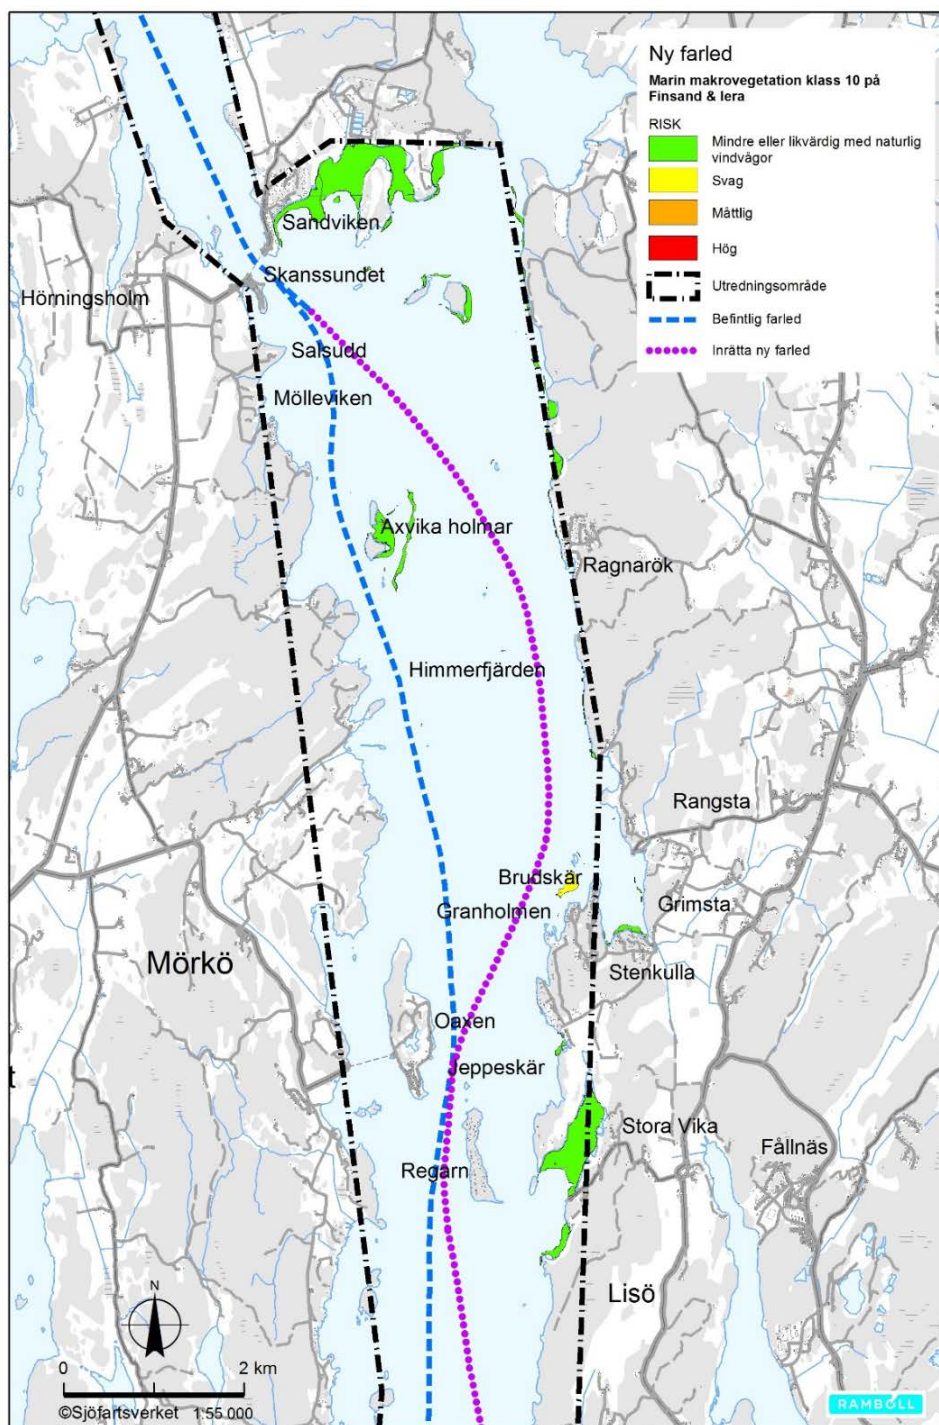 Ny farled
Marin makrovegetation klass 10 på
Finsand & lera
RISK
Mindre eller likvärdig med naturlig
vindvågor
Svag
Måttlig
Hög
Utredningsområde
Befintlig farled
Inrätta ny farled
Sandviken
Skanssundet
Hörningsholm
Salsudd
Mölleviken
Axvika holmar
Ragnarök
Himmerfjärden
Rangsta
Brudskär
Grimsta
Granholmen
Mörkö
Stenkulla
Oaxen
Jeppeskär
t
Stora Vika
Fållnäs
Regarn
Lisö
N
0 2 km
©Sjöfartsverket 1:55 000
RAMBOLL